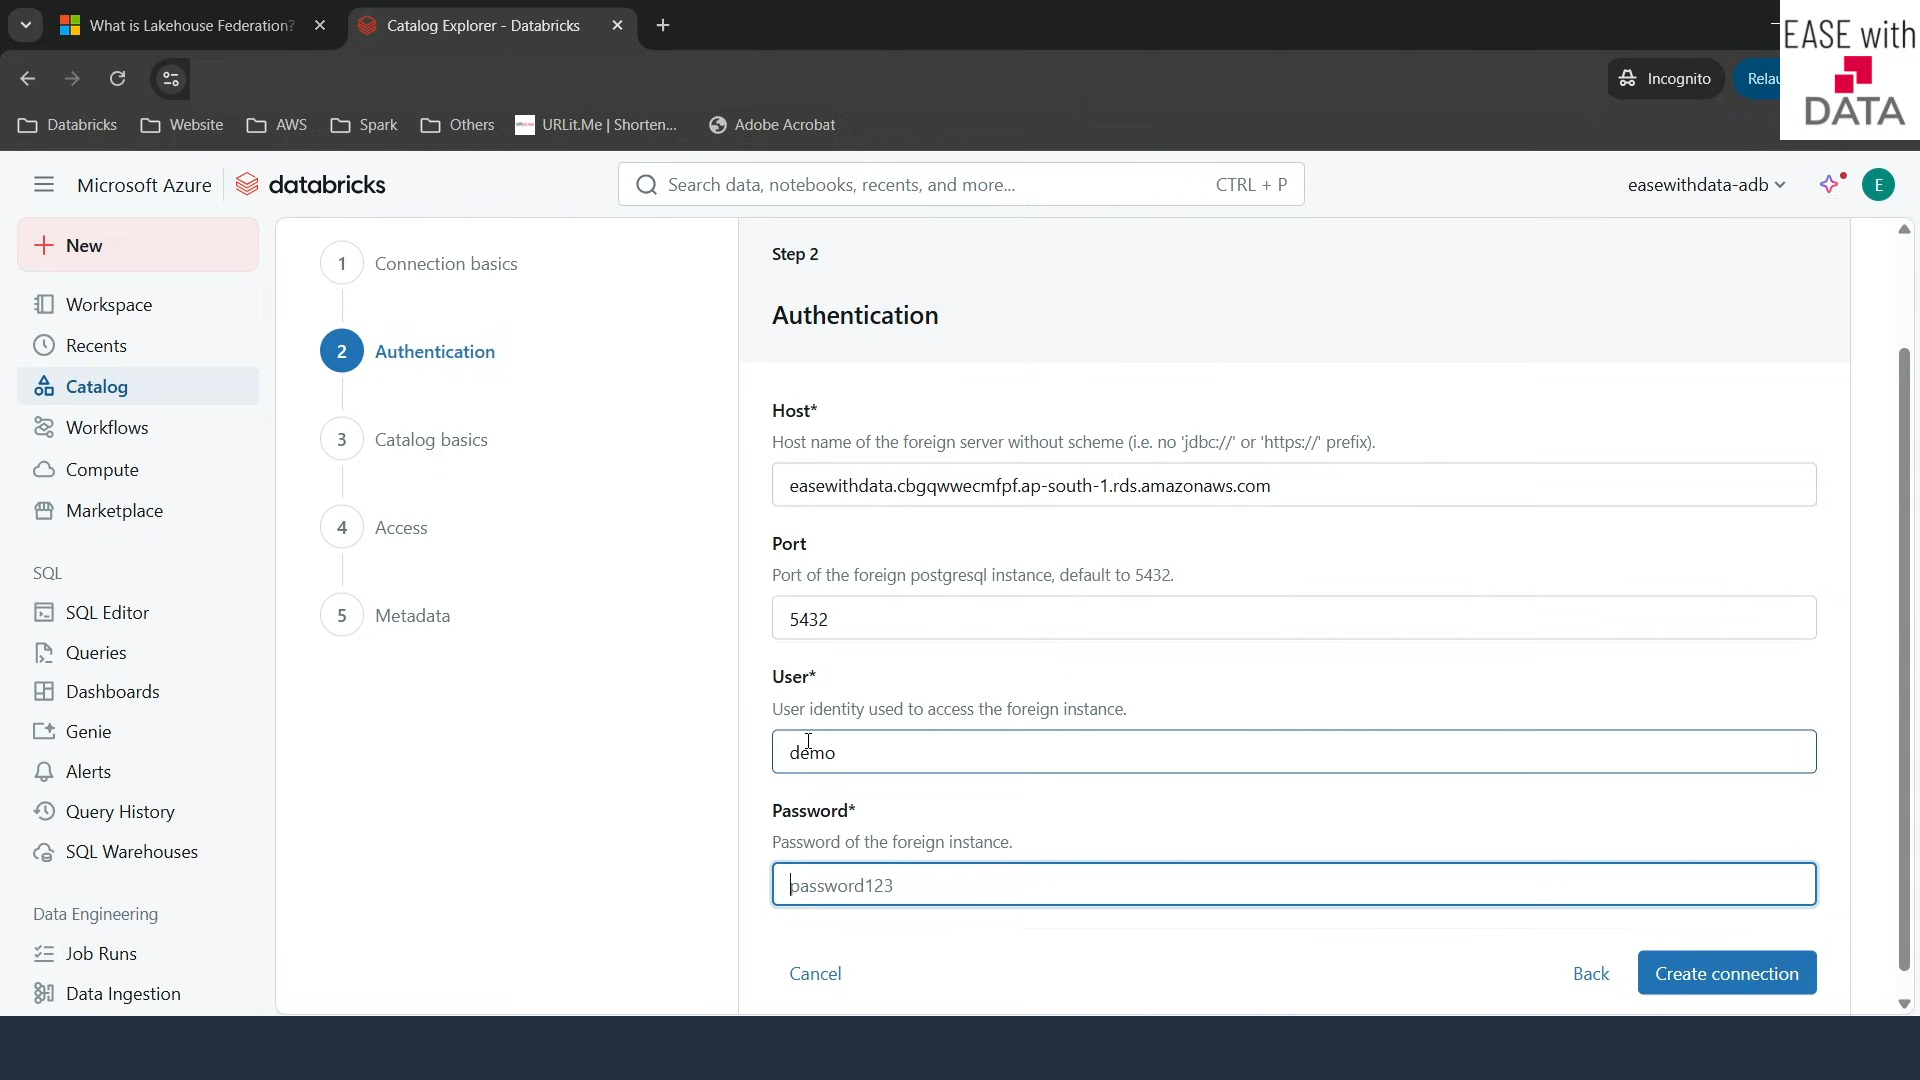 What is Lakehouse Federation?
Catalog Explorer - Databricks
EASE with
DATA
Incognito
Databricks
Website
AWS
Spark
Others
URLit.Me | Shorten...
Adobe Acrobat
Microsoft Azure
databricks
Search data, notebooks, recents, and more...
CTRL + P
easewithdata-adb
E
New
Workspace
Recents
Catalog
Workflows
Compute
Marketplace
SQL
SQL Editor
Queries
Dashboards
Genie
Alerts
Query History
SQL Warehouses
Data Engineering
Job Runs
Data Ingestion
1 Connection basics
2 Authentication
3 Catalog basics
4 Access
5 Metadata
Step 2
Authentication
Host*
Host name of the foreign server without scheme (i.e. no 'jdbc://' or 'https://' prefix).
easewithdata.cbgqwwecmfpf.ap-south-1.rds.amazonaws.com
Port
Port of the foreign postgresql instance, default to 5432.
5432
User*
User identity used to access the foreign instance.
demo
Password*
Password of the foreign instance.
password123
Cancel
Back
Create connection